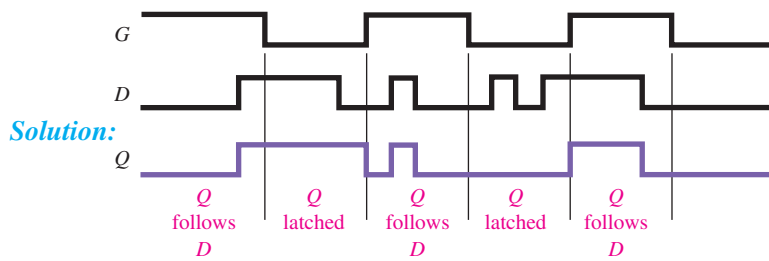 G
D
Solution:
Q
Q Q Q Q Q
follows latched follows latched follows
D D D